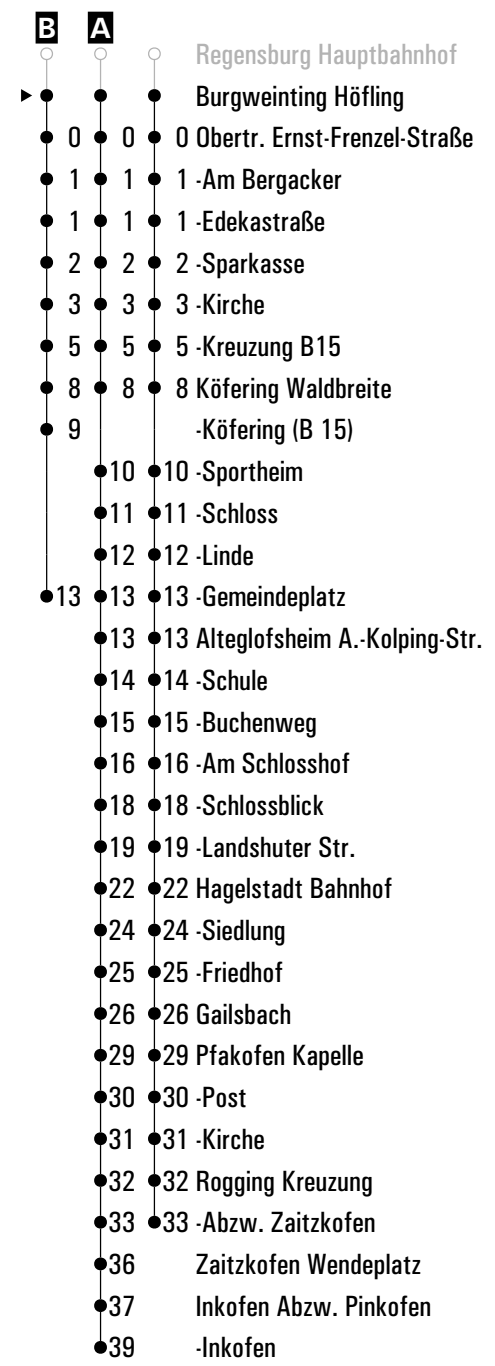 B A
Regensburg Hauptbahnhof
Burgweinting Höfling
0 0 0 Obertr. Ernst-Frenzel-Straße
1 1 1 -Am Bergacker
1 1 1 -Edekastraße
2 2 2 -Sparkasse
3 3 3 -Kirche
5 5 5 -Kreuzung B15
8 8 8 Köfering Waldbreite
9 -Köfering (B 15)
10 10 -Sportheim
11 11 -Schloss
12 12 -Linde
13 13 13 -Gemeindeplatz
13 13 Alteglofsheim A.-Kolping-Str.
14 14 -Schule
15 15 -Buchenweg
16 16 -Am Schlosshof
18 18 -Schlossblick
19 19 -Landshuter Str.
22 22 Hagelstadt Bahnhof
24 24 -Siedlung
25 25 -Friedhof
26 26 Gailsbach
29 29 Pfakofen Kapelle
30 30 -Post
31 31 -Kirche
32 32 Rogging Kreuzung
33 33 -Abzw. Zaitzkofen
36 Zaitzkofen Wendeplatz
37 Inkofen Abzw. Pinkofen
39 -Inkofen